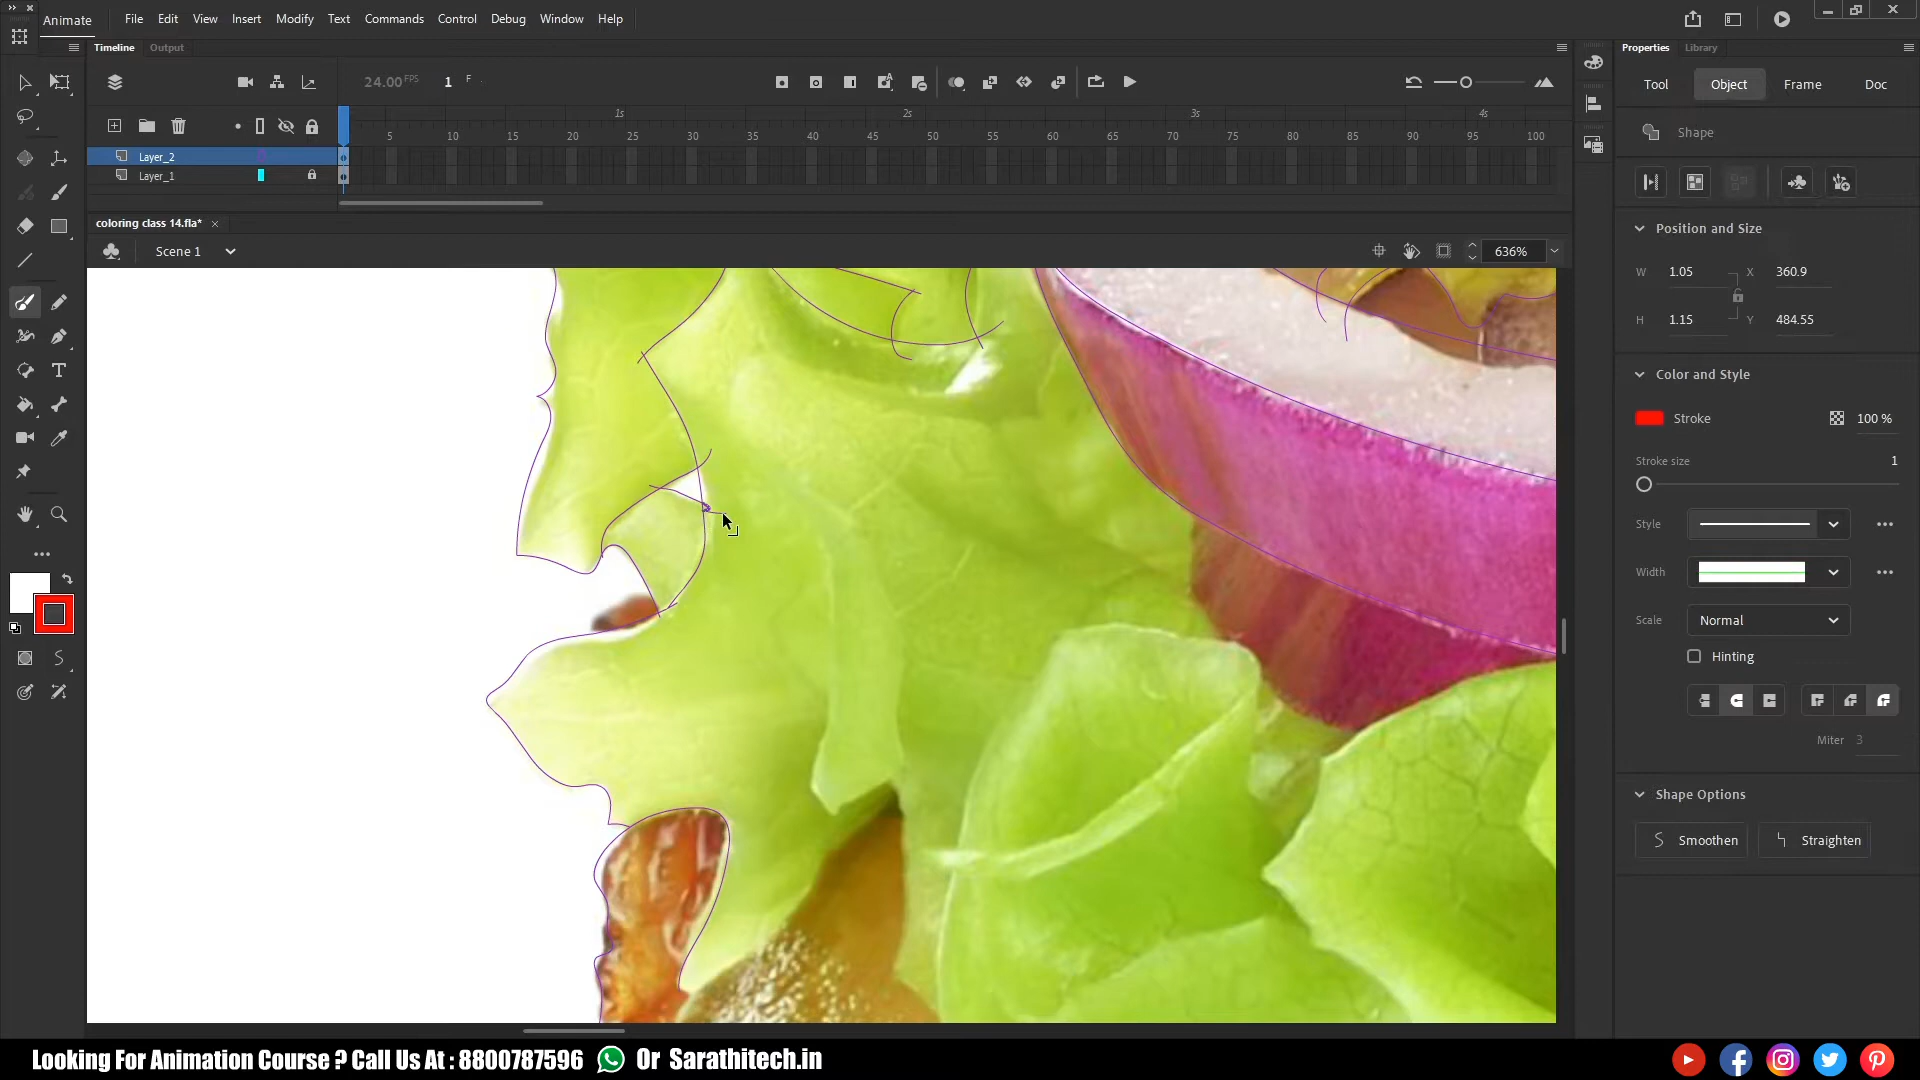 Animate File Edit View Insert Modify Text Commands Control Debug Window Help
Timeline Output
24.00 FPS 1 F
1s 2s 3s 4s
5 10 15 20 25 30 35 40 45 50 55 60 65 70 75 80 85 90 95 100
Layer_2
Layer_1
coloring class 14.fla*
Scene 1
636%
Properties Library
Tool Object Frame Doc
Shape
Position and Size
W 1.05 X 360.9
H 1.15 Y 484.55
Color and Style
Stroke 100 %
Stroke size 1
Style
Width
Scale Normal
Hinting
Miter 3
Shape Options
Smoothen Straighten
Looking For Animation Course ? Call Us At : 8800787596 Or Sarathitech.in